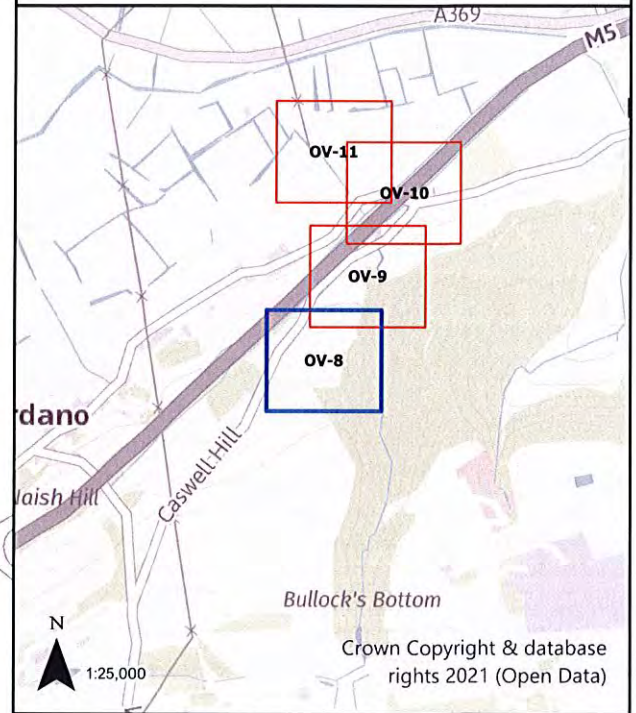 A369
M5
OV-11
OV-10
OV-9
OV-8
rdano
Naish Hill
Caswell Hill
Bullock's Bottom
N
1:25,000
Crown Copyright & database
rights 2021 (Open Data)